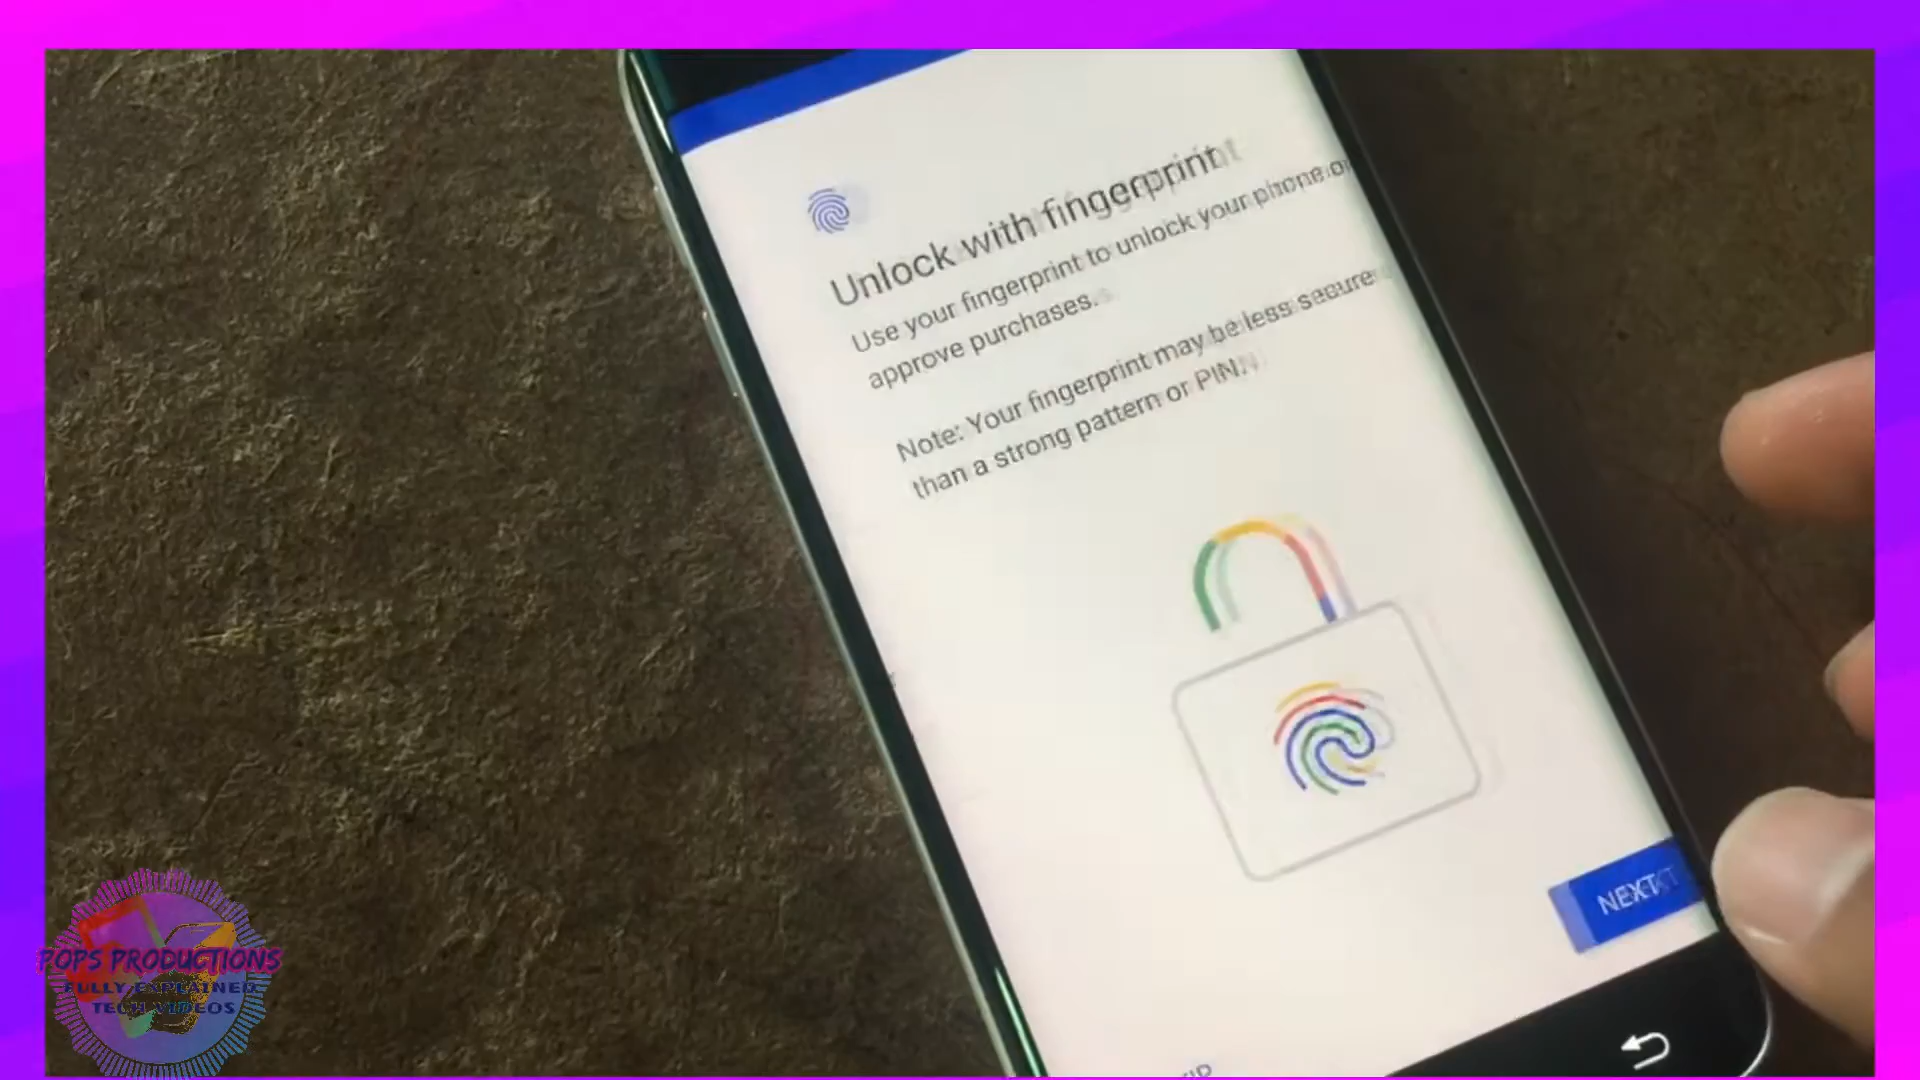 Unlock with fingerprint
Use your fingerprint to unlock your phone or
approve purchases.
Note: Your fingerprint may be less secure
than a strong pattern or PIN.
NEXT
POPS PRODUCTIONS
FULLY EXPLAINED
TECH VIDEOS